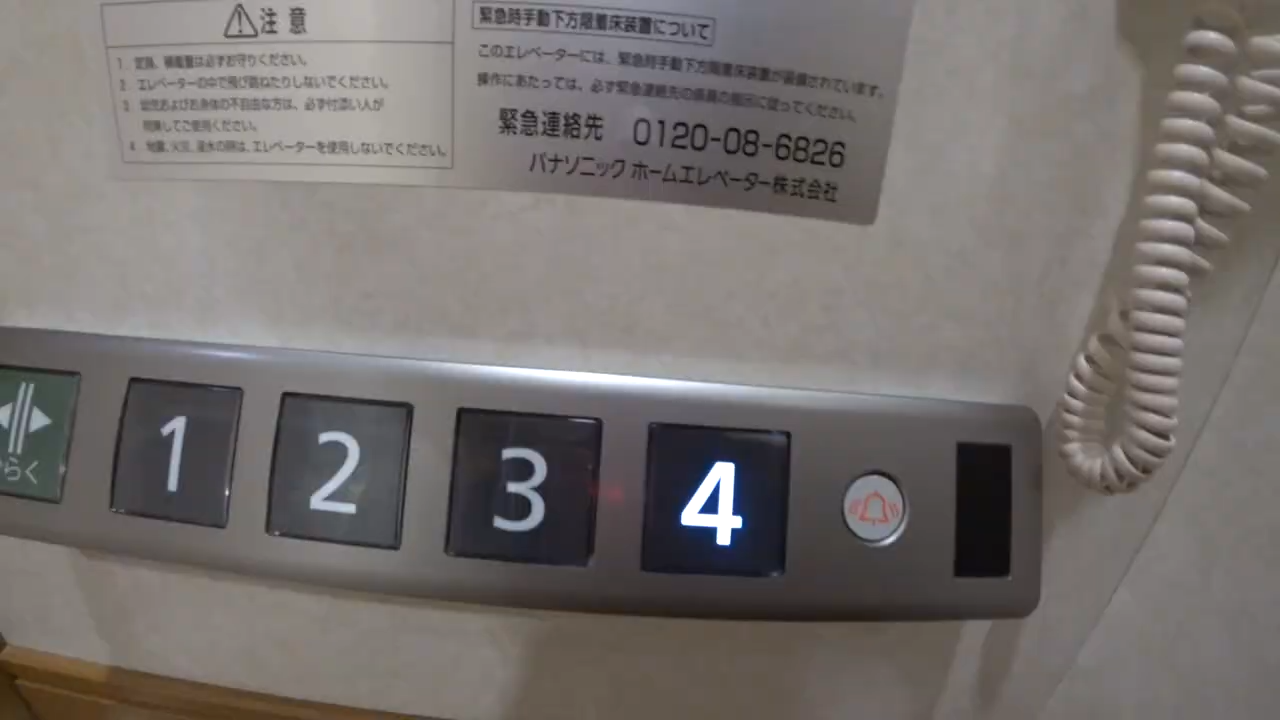 注意
1 定員、積載量は必ずお守りください。
2 エレベーターの中で飛び跳ねたりしないでください。
3 幼児およびお身体の不自由な方は、必ず付添い人が
同乗してご使用ください。
4 地震、火災、浸水の際は、エレベーターを使用しないでください。
緊急時手動下方階着床装置について
このエレベーターには、緊急時手動下方階着床装置が装備されています。
操作にあたっては、必ず緊急連絡先の係員の指示に従ってください。
緊急連絡先 0120-08-6826
パナソニック ホームエレベーター株式会社
らく
1
2
3
4